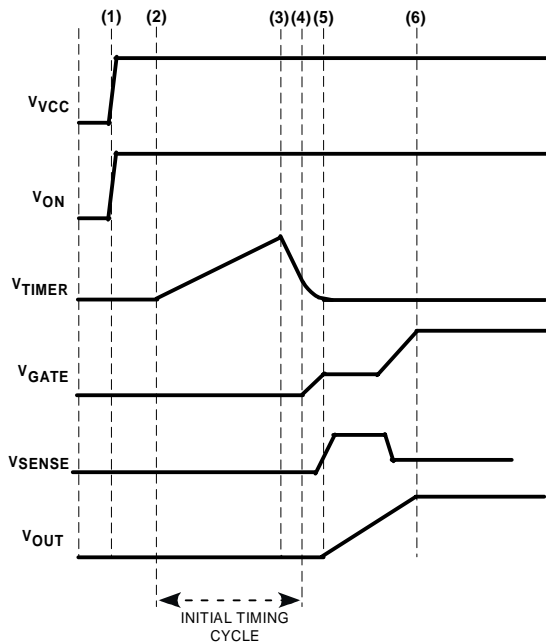 (1) (2) (3) (4) (5) (6)
VVCC
VON
VTIMER
VGATE
VSENSE
VOUT
INITIAL TIMING
CYCLE